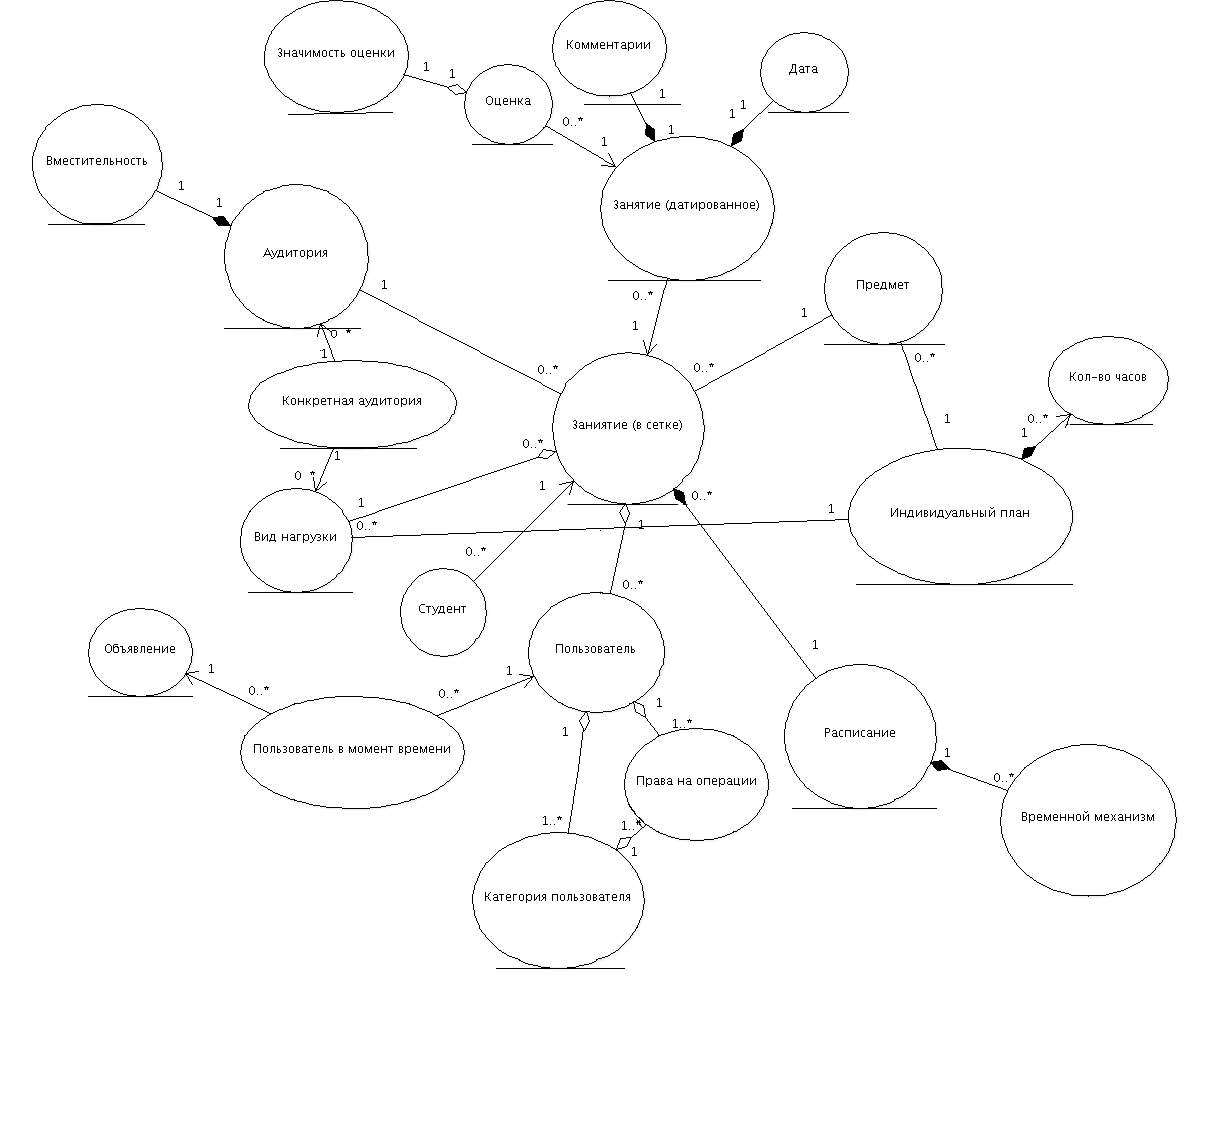 Значимость оценки
1
1
Оценка
0..*
1
Комментарии
1
1
Дата
1
1
Вместительность
1
1
Аудитория
1
0..*
Занятие (датированное)
0..*
1
Предмет
1
0..*
0..*
1
0 *
1
Конкретная аудитория
1
0 *
Заниятие (в сетке)
Кол-во часов
0..*
1
0..*
1
Вид нагрузки
0..*
1
Индивидуальный план
1
0..*
Студент
1
0..*
0..*
1
Объявление
1
0..*
Пользователь
1
0..*
Пользователь в момент времени
1
1..*
1
1..*
Права на операции
1..*
1
Категория пользователя
Расписание
1
0..*
Временной механизм